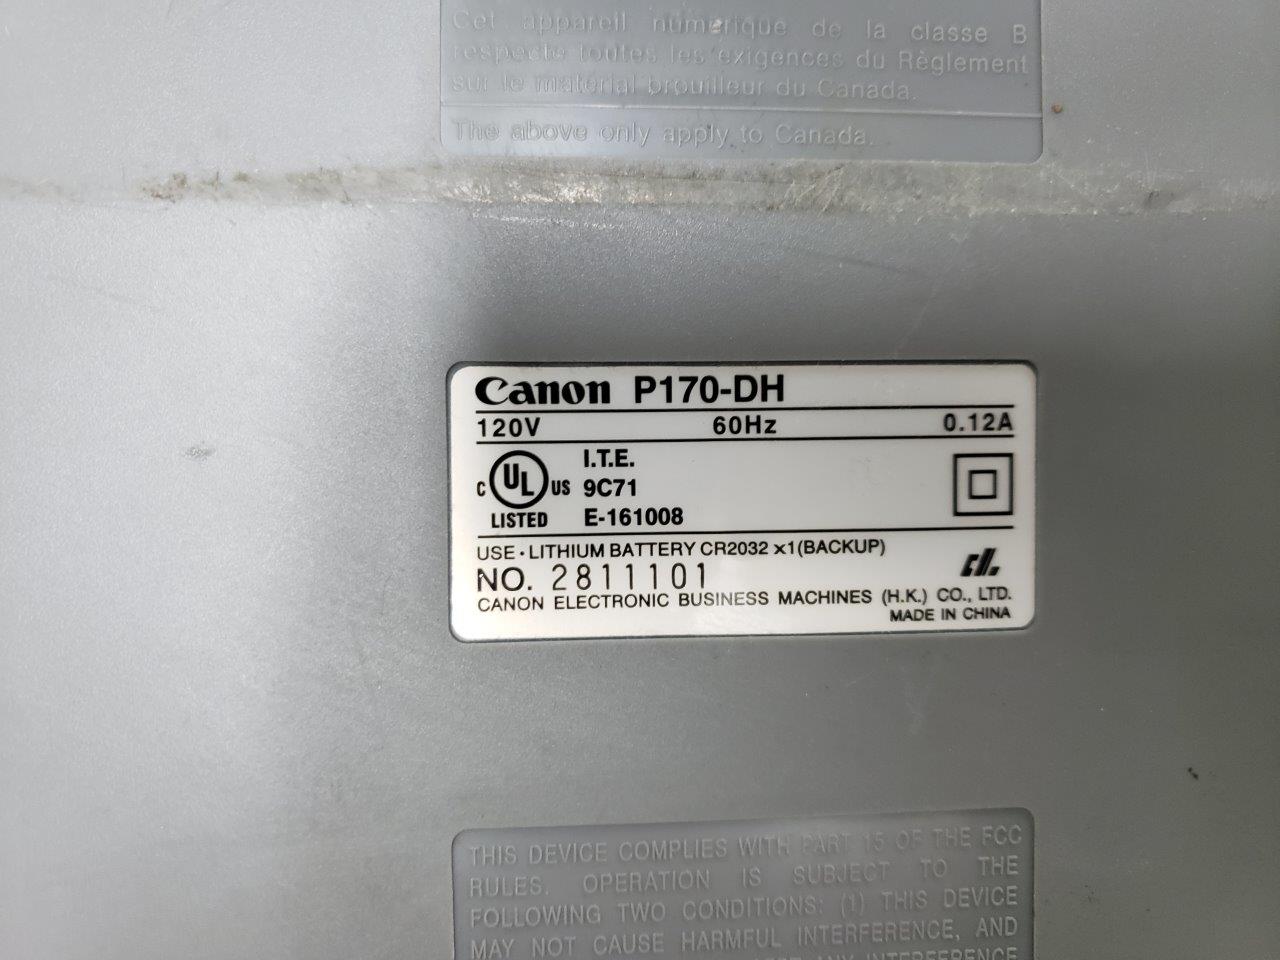 Cet appareil numérique de la classe B
respecte toutes les exigences du Règlement
sur le matérial brouilleur du Canada.
The above only apply to Canada.
Canon P170-DH
120V 60Hz 0.12A
C UL US LISTED
I.T.E.
9C71
E-161008
USE・LITHIUM BATTERY CR2032 x1(BACKUP)
NO. 2811101
CANON ELECTRONIC BUSINESS MACHINES (H.K.) CO., LTD.
MADE IN CHINA
THIS DEVICE COMPLIES WITH PART 15 OF THE FCC
RULES. OPERATION IS SUBJECT TO THE
FOLLOWING TWO CONDITIONS: (1) THIS DEVICE
MAY NOT CAUSE HARMFUL INTERFERENCE, AND
ANY INTERFERENCE